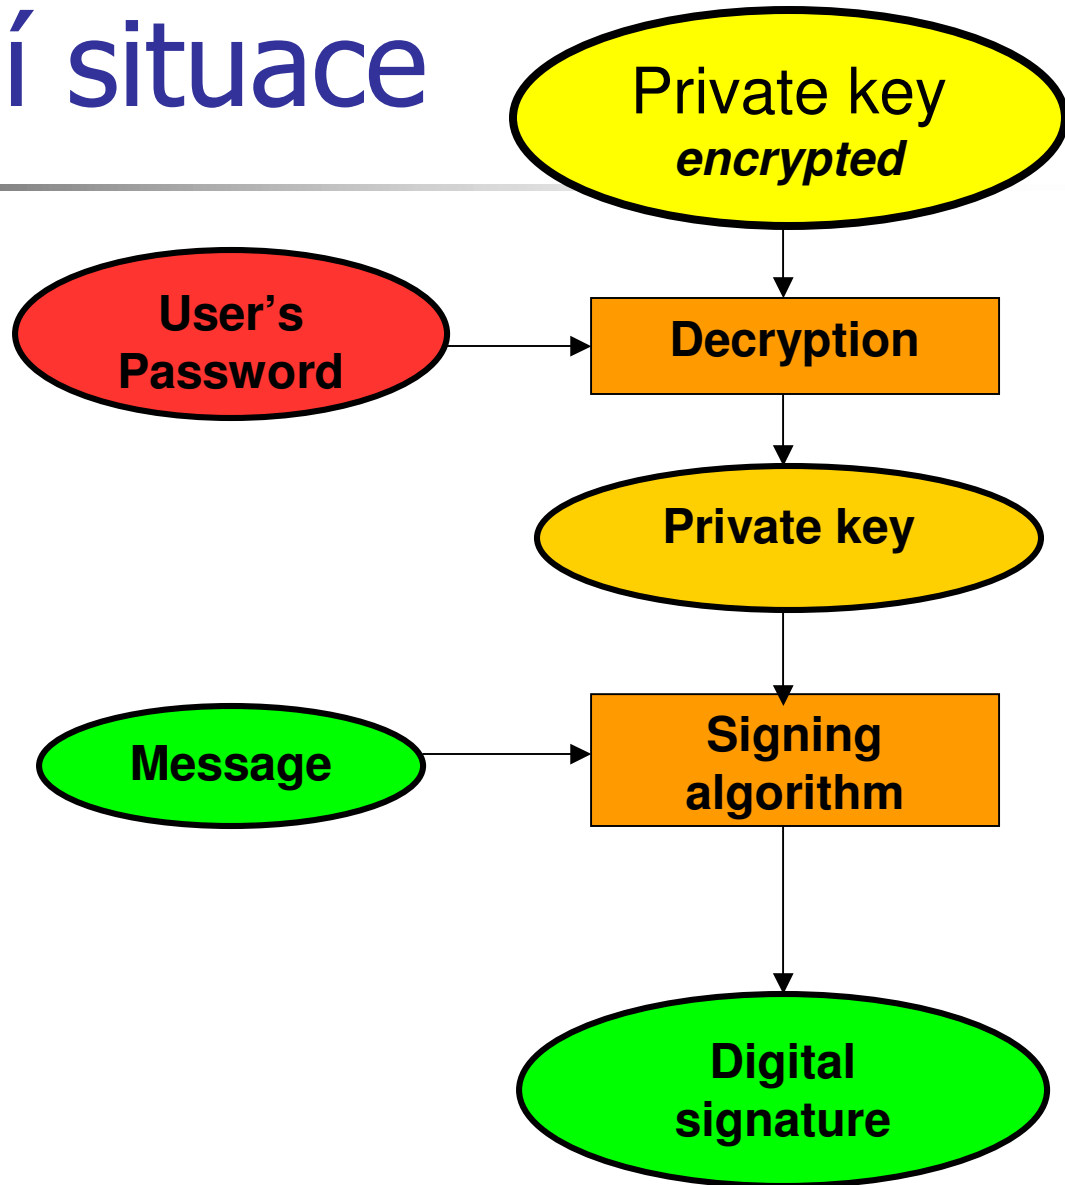 í situace
Private key
encrypted
User’s
Password
Decryption
Private key
Message
Signing
algorithm
Digital
signature